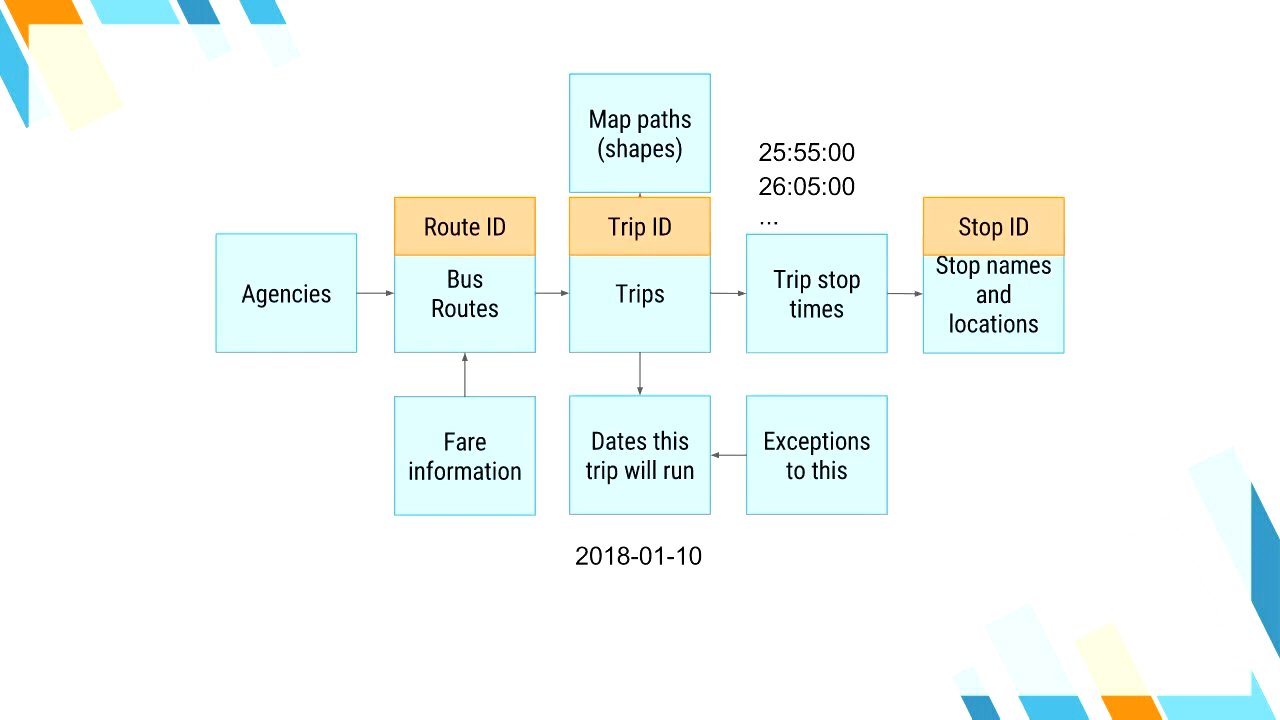 Map paths
(shapes)
25:55:00
26:05:00
...
Route ID
Trip ID
Stop ID
Agencies
Bus
Routes
Trips
Trip stop
times
Stop names
and
locations
Fare
information
Dates this
trip will run
Exceptions
to this
2018-01-10